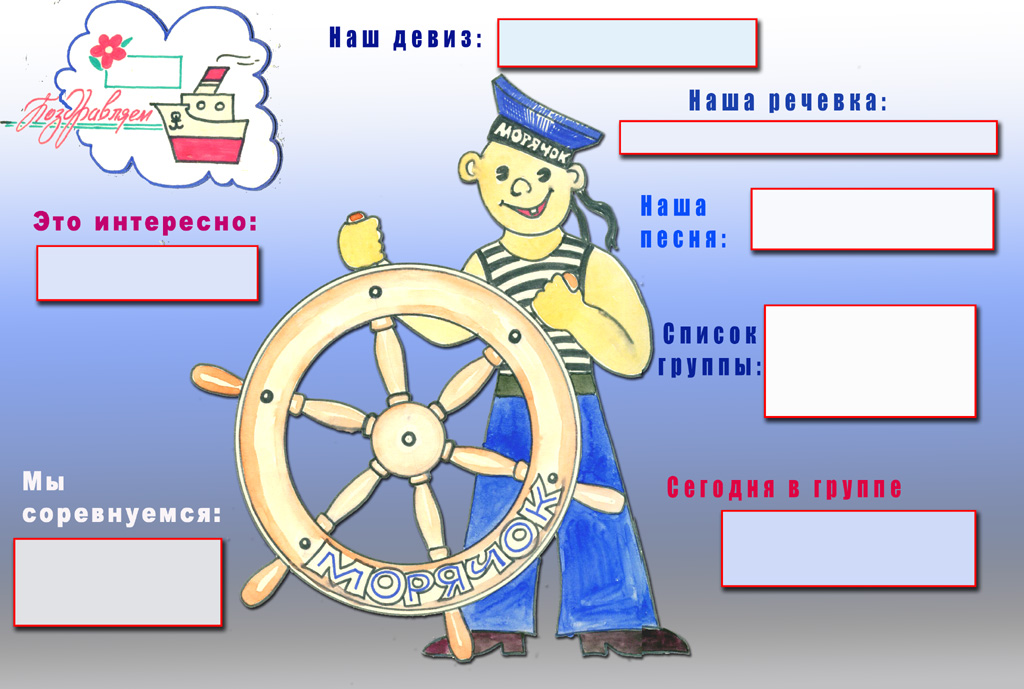 Наш девиз:
Поздравляем
Наша речевка:
МОРЯЧОК
Наша
песня:
Это интересно:
Список
группы:
Мы
соревнуемся:
Сегодня в группе
МОРЯЧОК